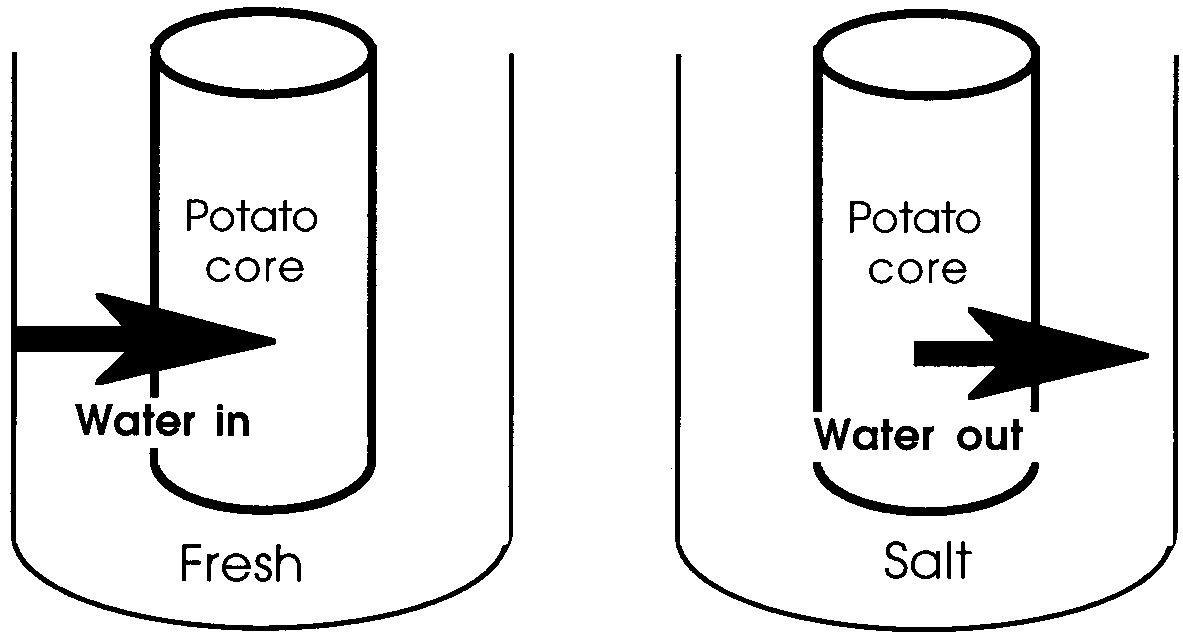 Potato
core
Water in
Fresh
Potato
core
Water out
Salt